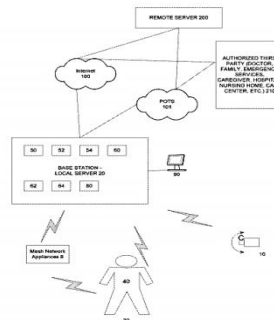 REMOTE SERVER 200
Internet
100
AUTHORIZED THIRD
PARTY (DOCTOR,
FAMILY, EMERGENCY
SERVICES,
CAREGIVER, HOSPITAL,
NURSING HOME, CALL
CENTER, ETC.) 210
POTS
101
50 52 54 60
BASE STATION -
LOCAL SERVER 20
62 64 80
90
Mesh Network
Appliances 8
40
10